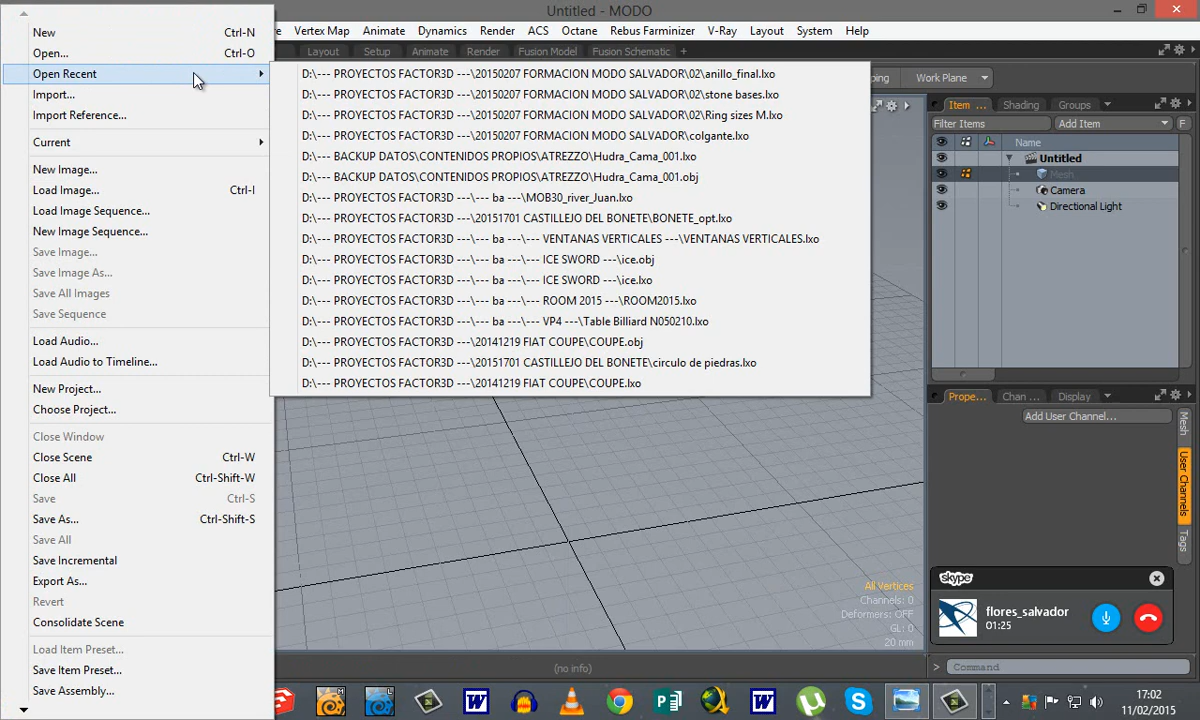 Untitled - MODO
Vertex Map Animate Dynamics Render ACS Octane Rebus Farminizer V-Ray Layout System Help
Layout Setup Animate Render Fusion Model Fusion Schematic +
New Ctrl-N
Open... Ctrl-O
Open Recent
Import...
Import Reference...
Current
New Image...
Load Image... Ctrl-I
Load Image Sequence...
New Image Sequence...
Save Image...
Save Image As...
Save All Images
Save Sequence
Load Audio...
Load Audio to Timeline...
New Project...
Choose Project...
Close Window
Close Scene Ctrl-W
Close All Ctrl-Shift-W
Save Ctrl-S
Save As... Ctrl-Shift-S
Save All
Save Incremental
Export As...
Revert
Consolidate Scene
Load Item Preset...
Save Item Preset...
Save Assembly...
D:\--- PROYECTOS FACTOR3D ---\20150207 FORMACION MODO SALVADOR\02\anillo_final.lxo
D:\--- PROYECTOS FACTOR3D ---\20150207 FORMACION MODO SALVADOR\02\stone bases.lxo
D:\--- PROYECTOS FACTOR3D ---\20150207 FORMACION MODO SALVADOR\02\Ring sizes M.lxo
D:\--- PROYECTOS FACTOR3D ---\20150207 FORMACION MODO SALVADOR\colgante.lxo
D:\--- BACKUP DATOS\CONTENIDOS PROPIOS\ATREZZO\Hudra_Cama_001.lxo
D:\--- BACKUP DATOS\CONTENIDOS PROPIOS\ATREZZO\Hudra_Cama_001.obj
D:\--- PROYECTOS FACTOR3D ---\--- ba ---\MOB30_river_Juan.lxo
D:\--- PROYECTOS FACTOR3D ---\20151701 CASTILLEJO DEL BONETE\BONETE_opt.lxo
D:\--- PROYECTOS FACTOR3D ---\--- ba ---\--- VENTANAS VERTICALES ---\VENTANAS VERTICALES.lxo
D:\--- PROYECTOS FACTOR3D ---\--- ba ---\--- ICE SWORD ---\ice.obj
D:\--- PROYECTOS FACTOR3D ---\--- ba ---\--- ICE SWORD ---\ice.lxo
D:\--- PROYECTOS FACTOR3D ---\--- ba ---\--- ROOM 2015 ---\ROOM2015.lxo
D:\--- PROYECTOS FACTOR3D ---\--- ba ---\--- VP4 ---\Table Billiard N050210.lxo
D:\--- PROYECTOS FACTOR3D ---\20141219 FIAT COUPE\COUPE.obj
D:\--- PROYECTOS FACTOR3D ---\20151701 CASTILLEJO DEL BONETE\circulo de piedras.lxo
D:\--- PROYECTOS FACTOR3D ---\20141219 FIAT COUPE\COUPE.lxo
ping Work Plane
Item ... Shading Groups
Filter Items Add Item F
Name
Untitled
Mesh
Camera
Directional Light
Prope... Chan ... Display
Add User Channel...
Mesh
User Channels
Tags
All Vertices
Channels: 0
Deformers: OFF
GL: 0
20 mm
skype
flores_salvador
01:25
(no info)
> Command
17:02
11/02/2015